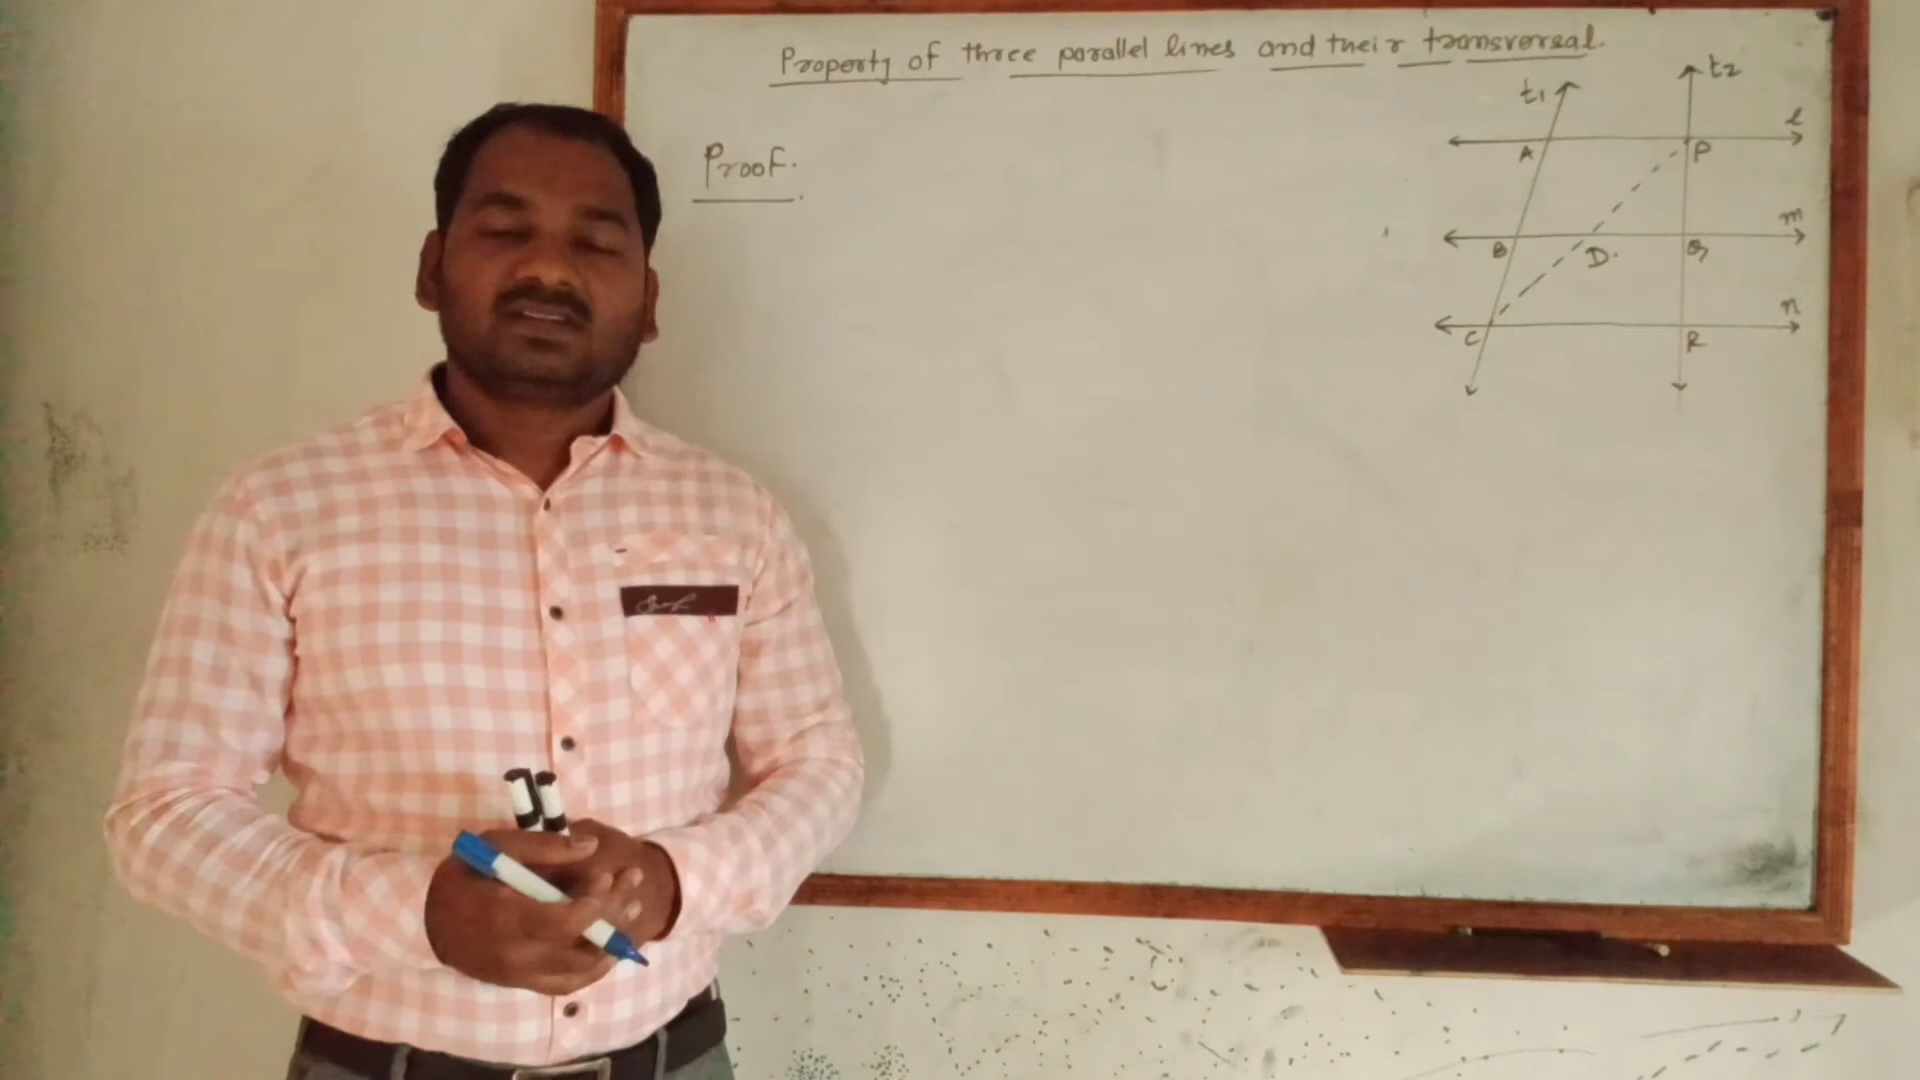 Property of three parallel lines and their transversal.
Proof.
t1
t2
l
A
P
m
B
D.
Q
n
C
R